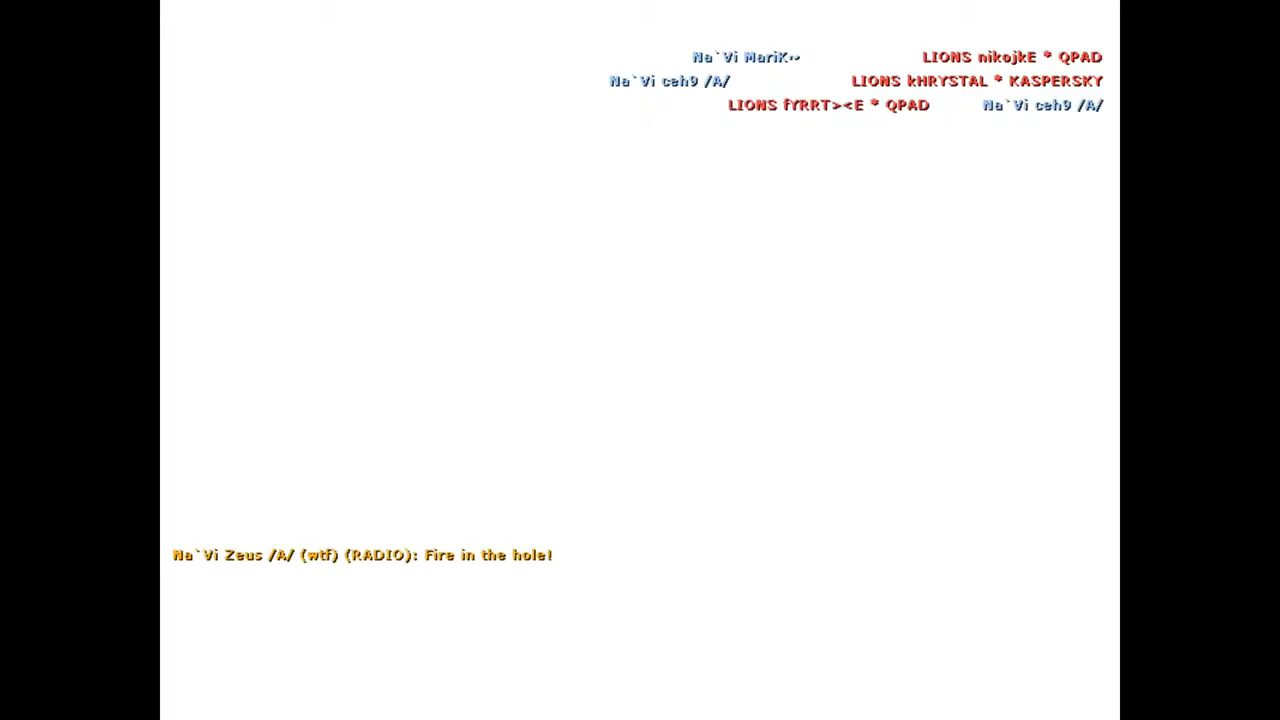 Na`Vi MariK~ LIONS nikojkE * QPAD
Na`Vi ceh9 /A/ LIONS kHRYSTAL * KASPERSKY
LIONS fYRRT><E * QPAD Na`Vi ceh9 /A/
Na`Vi Zeus /A/ (wtf) (RADIO): Fire in the hole!